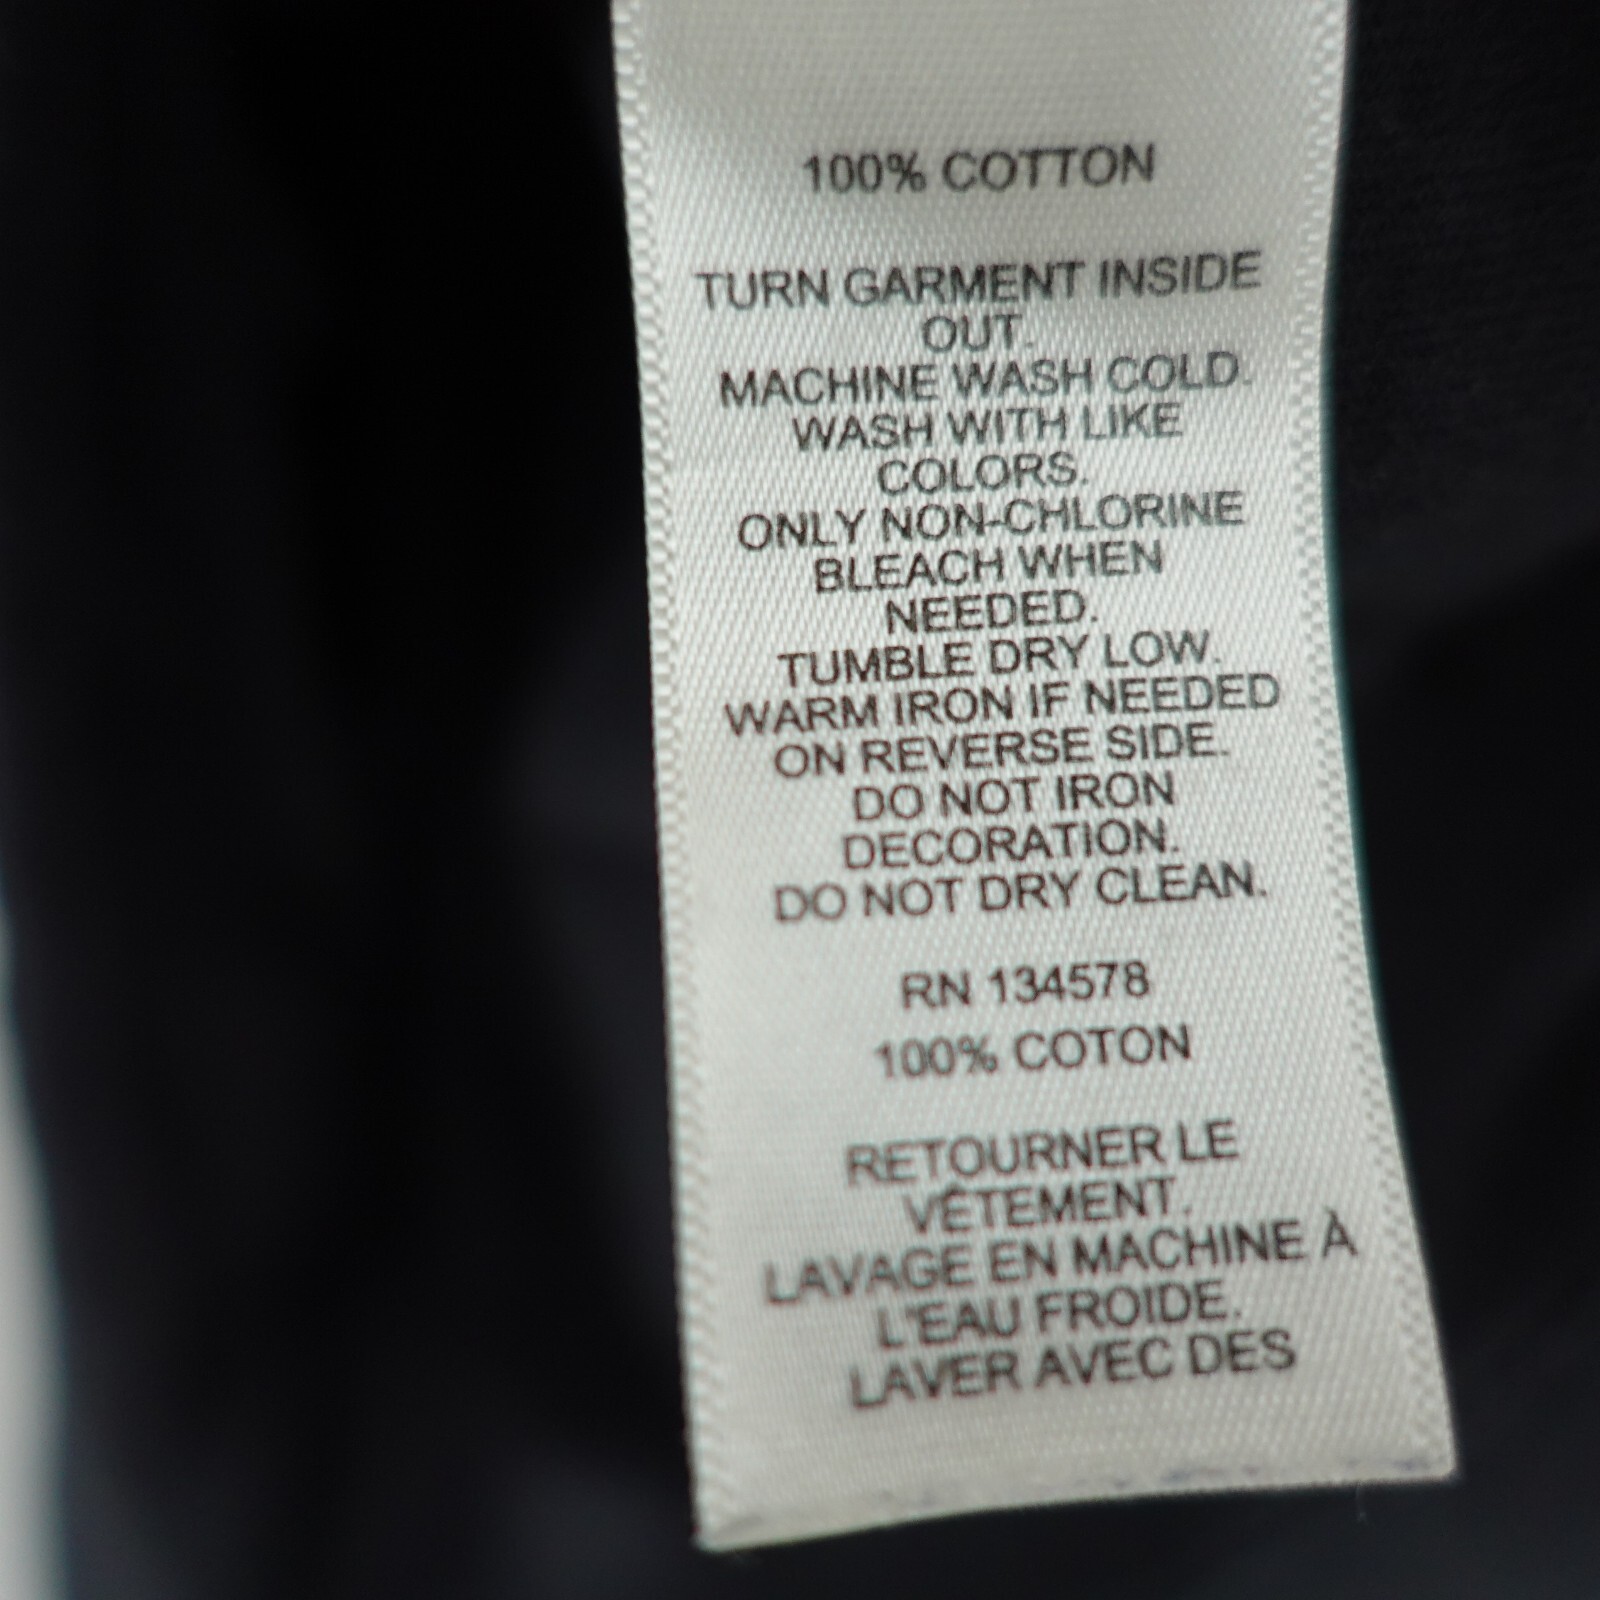 100% COTTON
TURN GARMENT INSIDE
OUT.
MACHINE WASH COLD.
WASH WITH LIKE
COLORS.
ONLY NON-CHLORINE
BLEACH WHEN
NEEDED.
TUMBLE DRY LOW.
WARM IRON IF NEEDED
ON REVERSE SIDE.
DO NOT IRON
DECORATION.
DO NOT DRY CLEAN.
RN 134578
100% COTON
RETOURNER LE
VÊTEMENT.
LAVAGE EN MACHINE À
L'EAU FROIDE.
LAVER AVEC DES